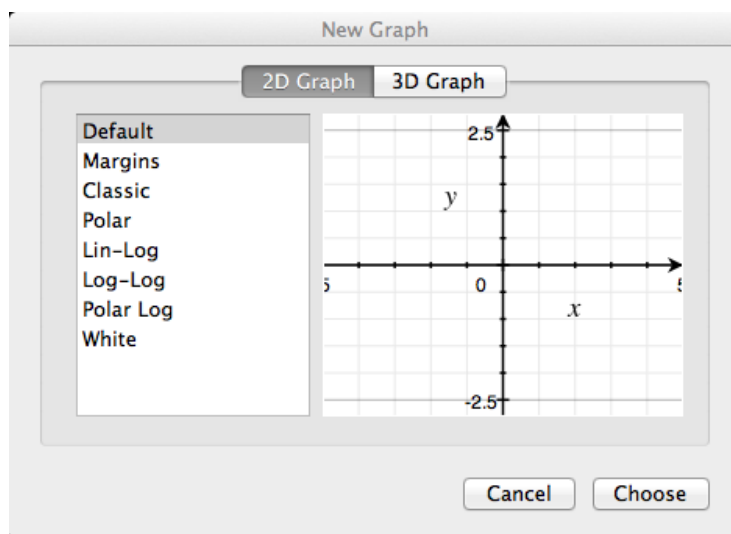 New Graph
2D Graph 3D Graph
Default
Margins
Classic
Polar
Lin-Log
Log-Log
Polar Log
White
2.5
y
5 0 5
x
-2.5
Cancel Choose